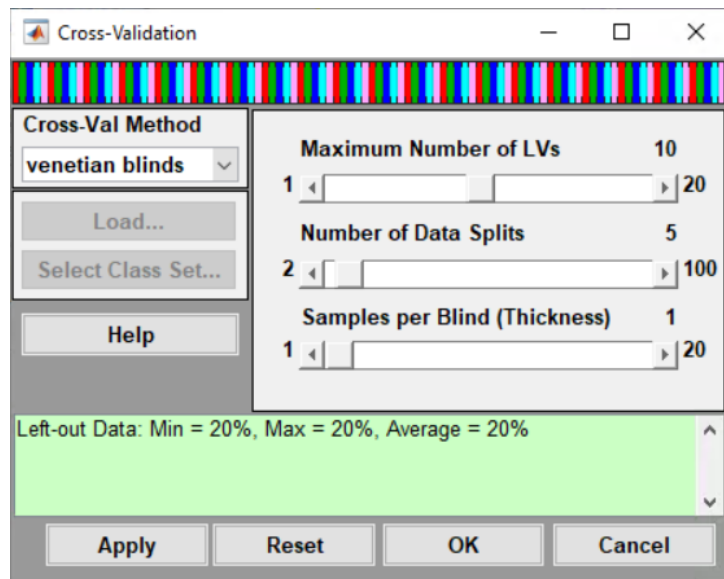 Cross-Validation
Cross-Val Method
venetian blinds
Load...
Select Class Set...
Help
Maximum Number of LVs 10
1 20
Number of Data Splits 5
2 100
Samples per Blind (Thickness) 1
1 20
Left-out Data: Min = 20%, Max = 20%, Average = 20%
Apply Reset OK Cancel